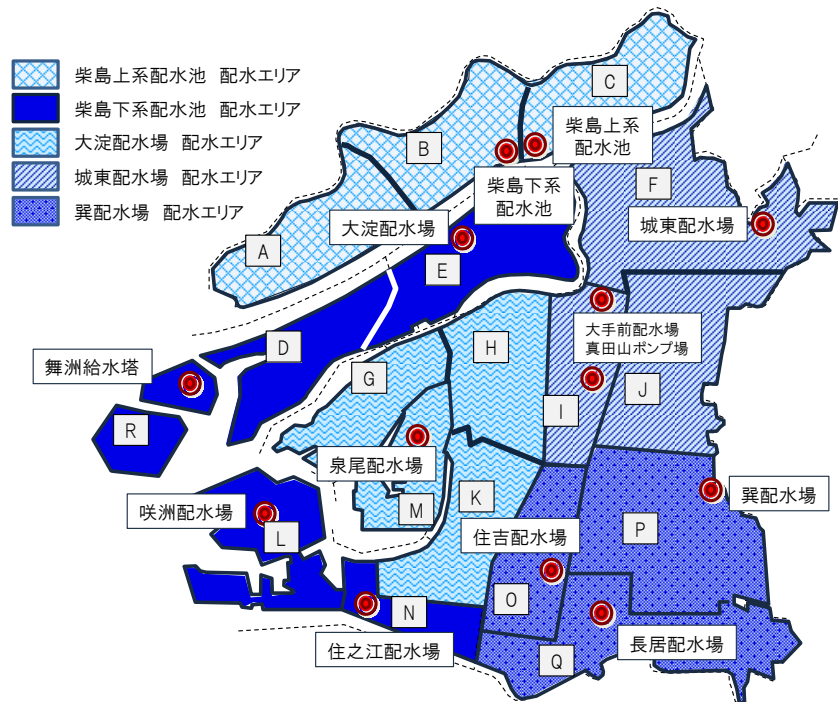 柴島上系配水池 配水エリア
柴島下系配水池 配水エリア
大淀配水場 配水エリア
城東配水場 配水エリア
巽配水場 配水エリア
C
柴島上系
配水池
B
柴島下系
配水池
F
大淀配水場
城東配水場
A
E
大手前配水場
真田山ポンプ場
D
H
舞洲給水塔
G
J
I
R
泉尾配水場
K
M
巽配水場
咲洲配水場
L
住吉配水場
P
O
N
住之江配水場
長居配水場
Q